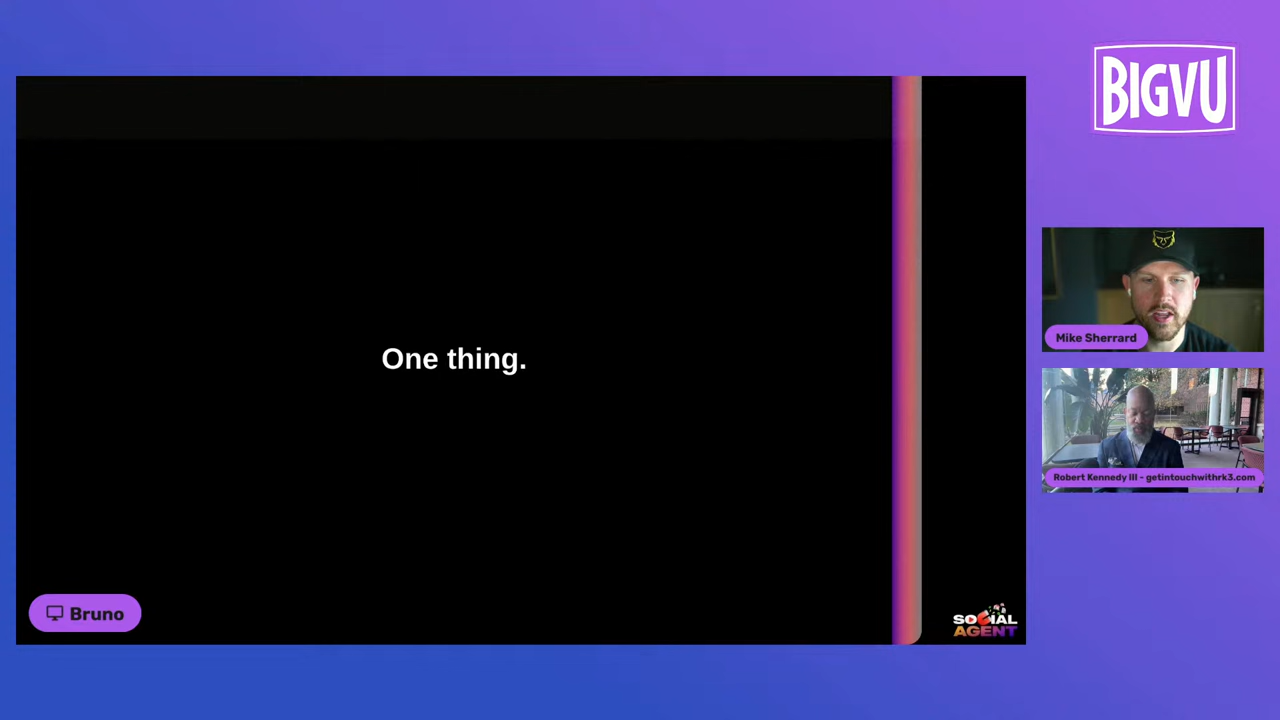 BIGVU
One thing.
Mike Sherrard
Robert Kennedy III - getintouchwithrk3.com
Bruno
SOCIAL
AGENT